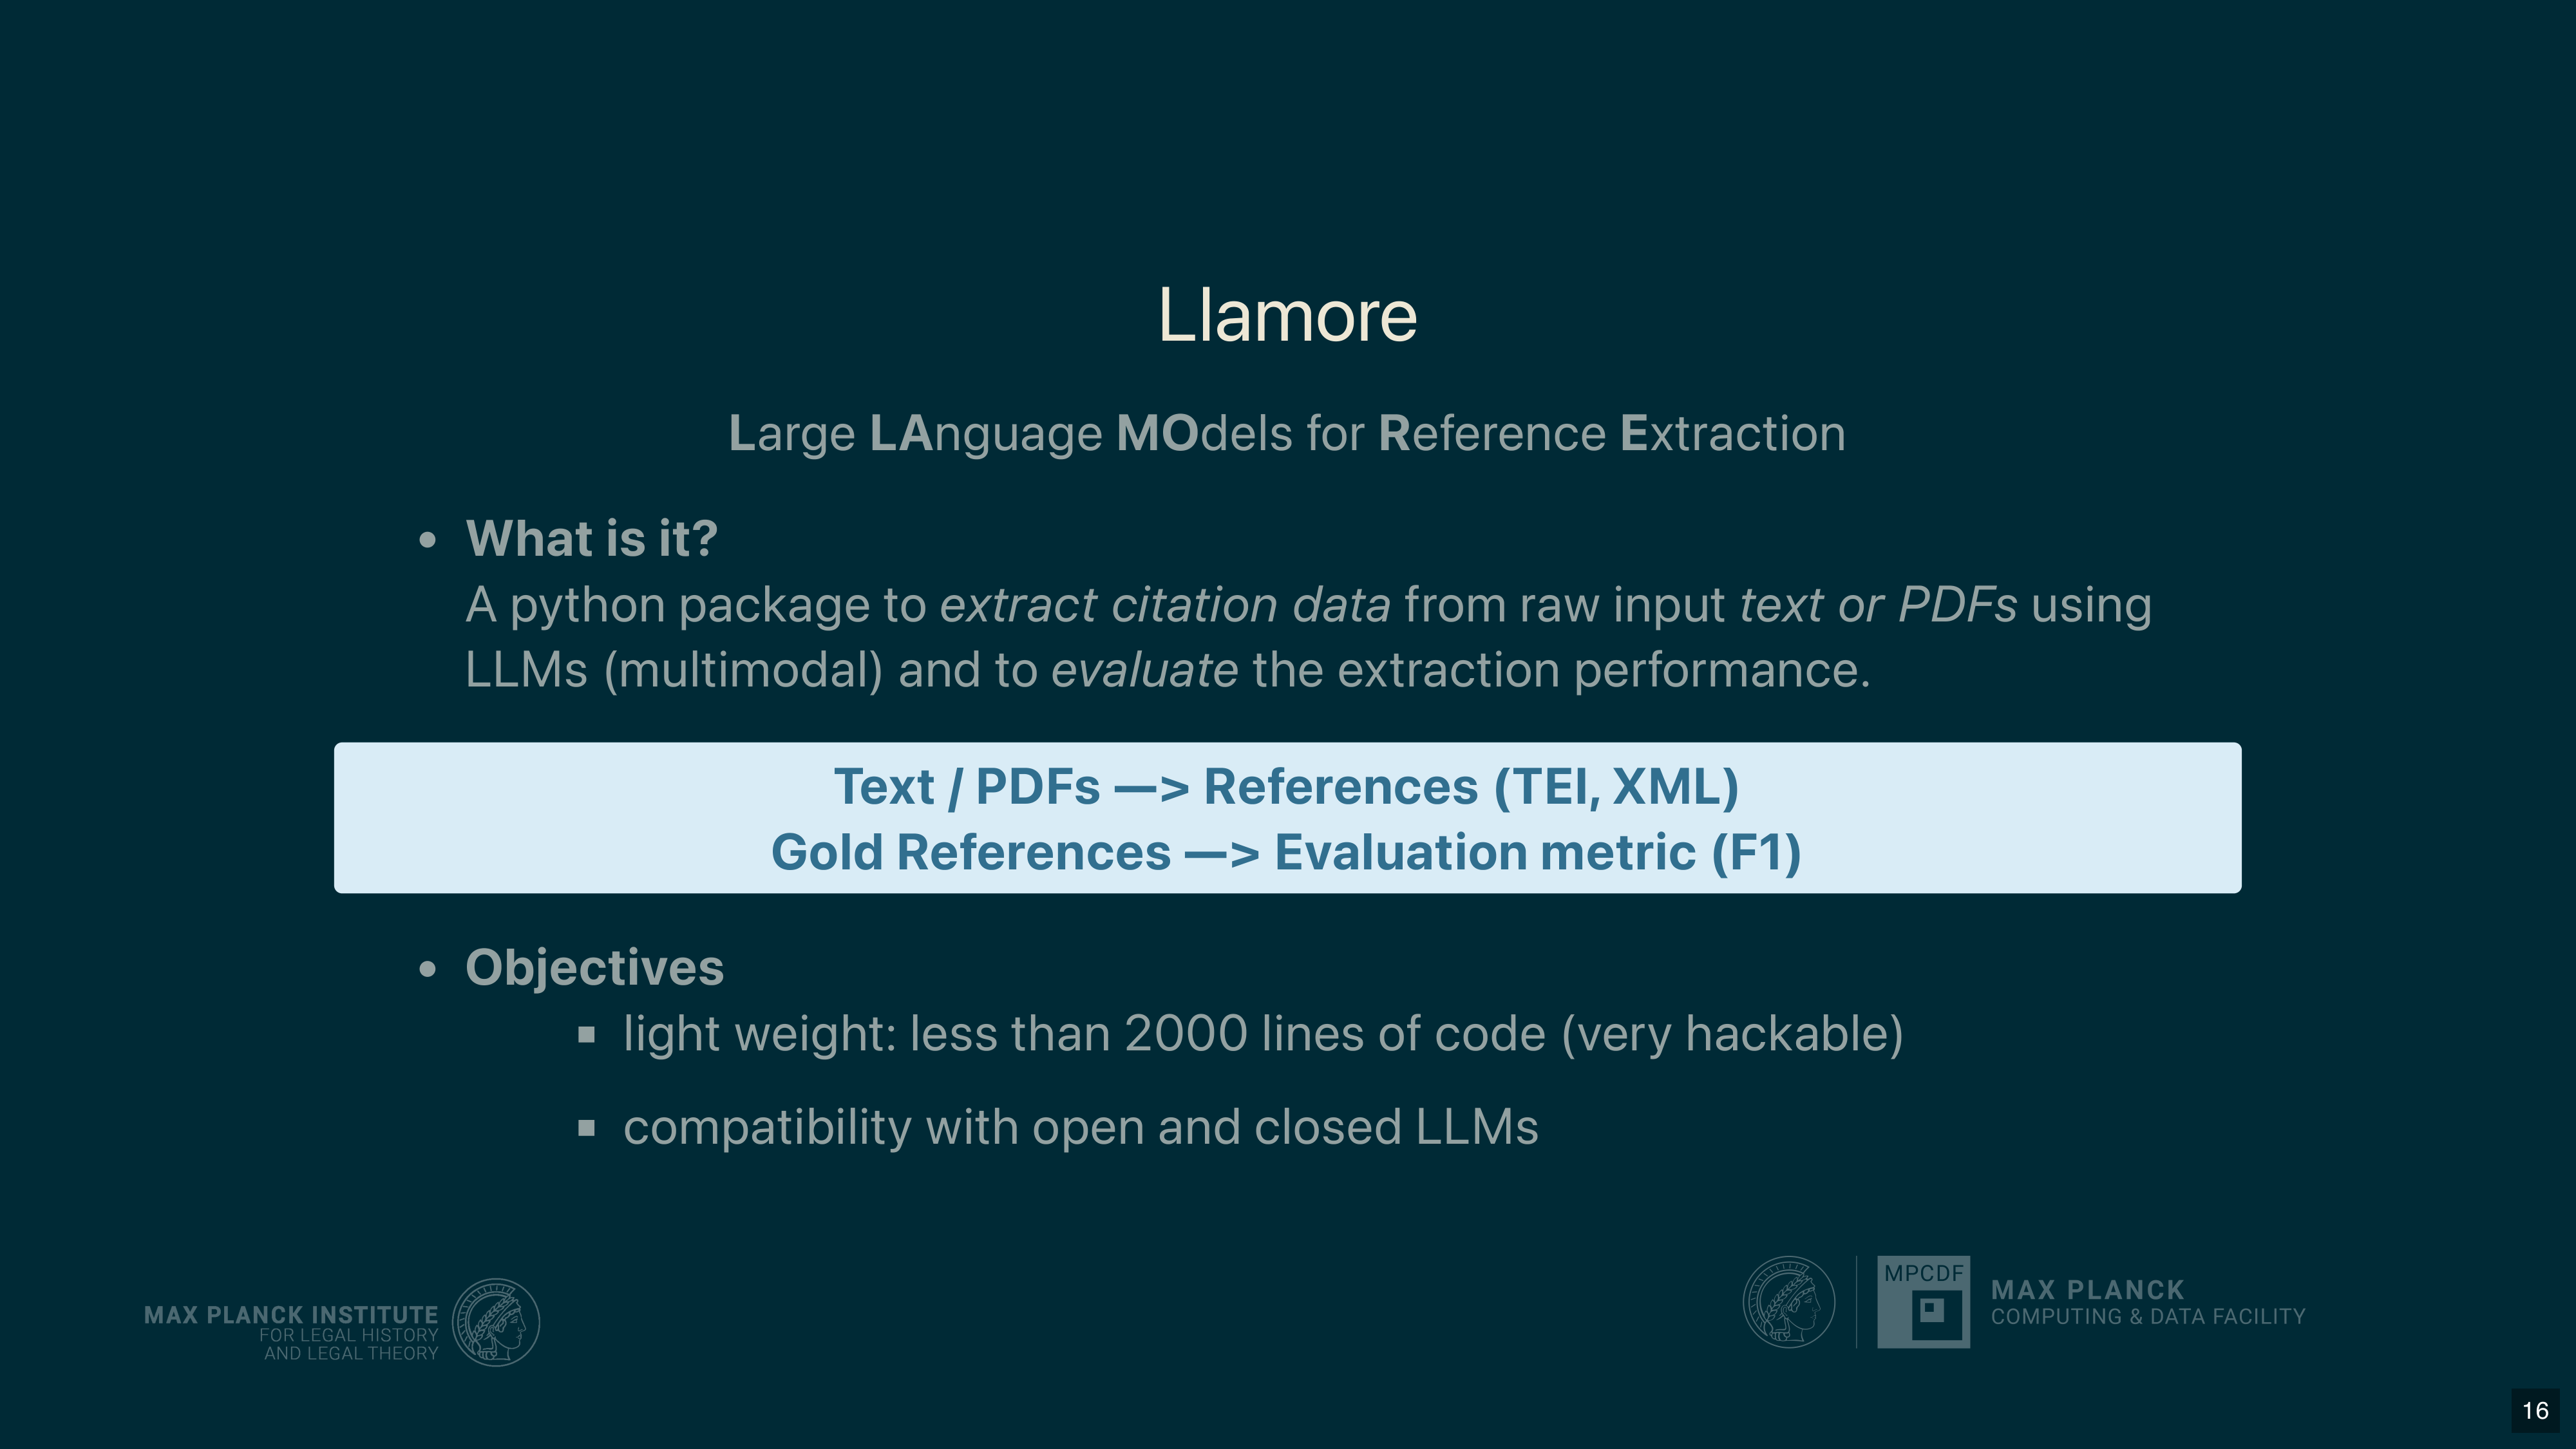 Llamore
Large LAnguage MOdels for Reference Extraction
• What is it?
A python package to extract citation data from raw input text or PDFs using
LLMs (multimodal) and to evaluate the extraction performance.
Text / PDFs —> References (TEI, XML)
Gold References —> Evaluation metric (F1)
• Objectives
▪ light weight: less than 2000 lines of code (very hackable)
▪ compatibility with open and closed LLMs
MAX PLANCK INSTITUTE
FOR LEGAL HISTORY
AND LEGAL THEORY
MPCDF
MAX PLANCK
COMPUTING & DATA FACILITY
16